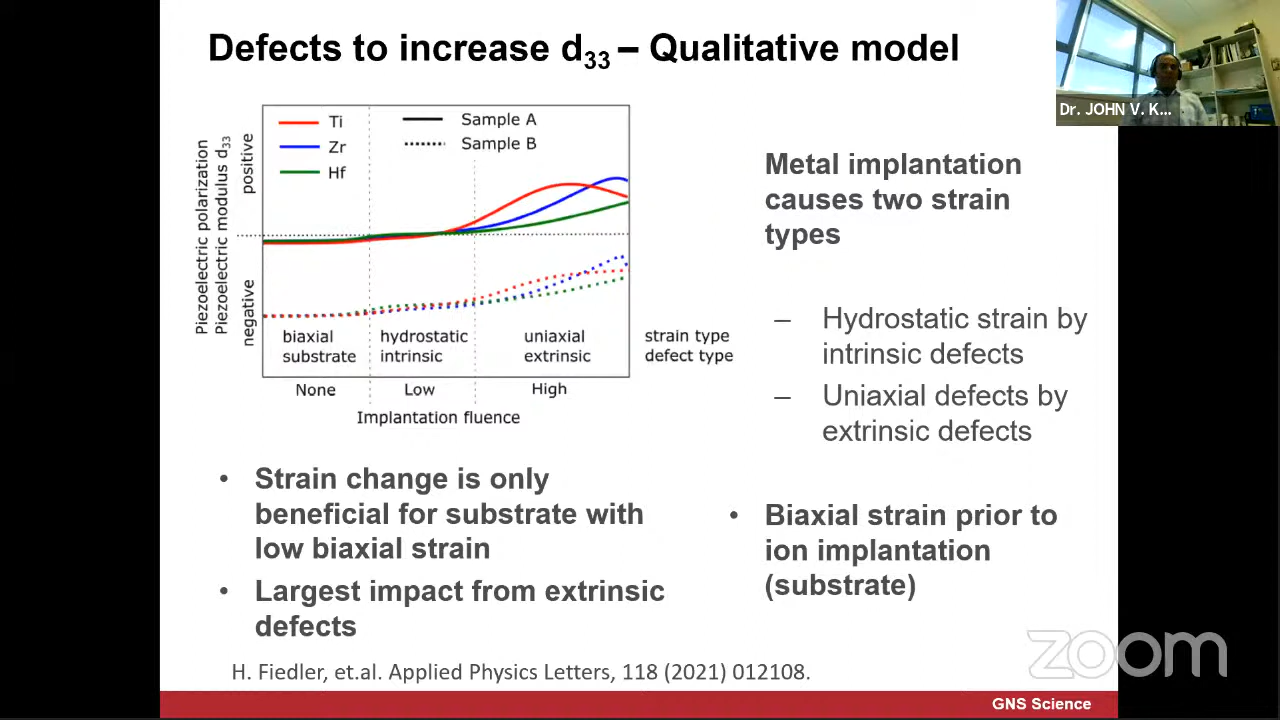 Defects to increase d33 – Qualitative model
Dr. JOHN V. K...
Piezoelectric polarization
Piezoelectric modulus d33
positive
negative
Ti
Zr
Hf
Sample A
Sample B
biaxial
substrate
hydrostatic
intrinsic
uniaxial
extrinsic
strain type
defect type
None
Low
High
Implantation fluence
Metal implantation
causes two strain
types
– Hydrostatic strain by
intrinsic defects
– Uniaxial defects by
extrinsic defects
• Strain change is only
beneficial for substrate with
low biaxial strain
• Largest impact from extrinsic
defects
• Biaxial strain prior to
ion implantation
(substrate)
H. Fiedler, et.al. Applied Physics Letters, 118 (2021) 012108.
zoom
GNS Science